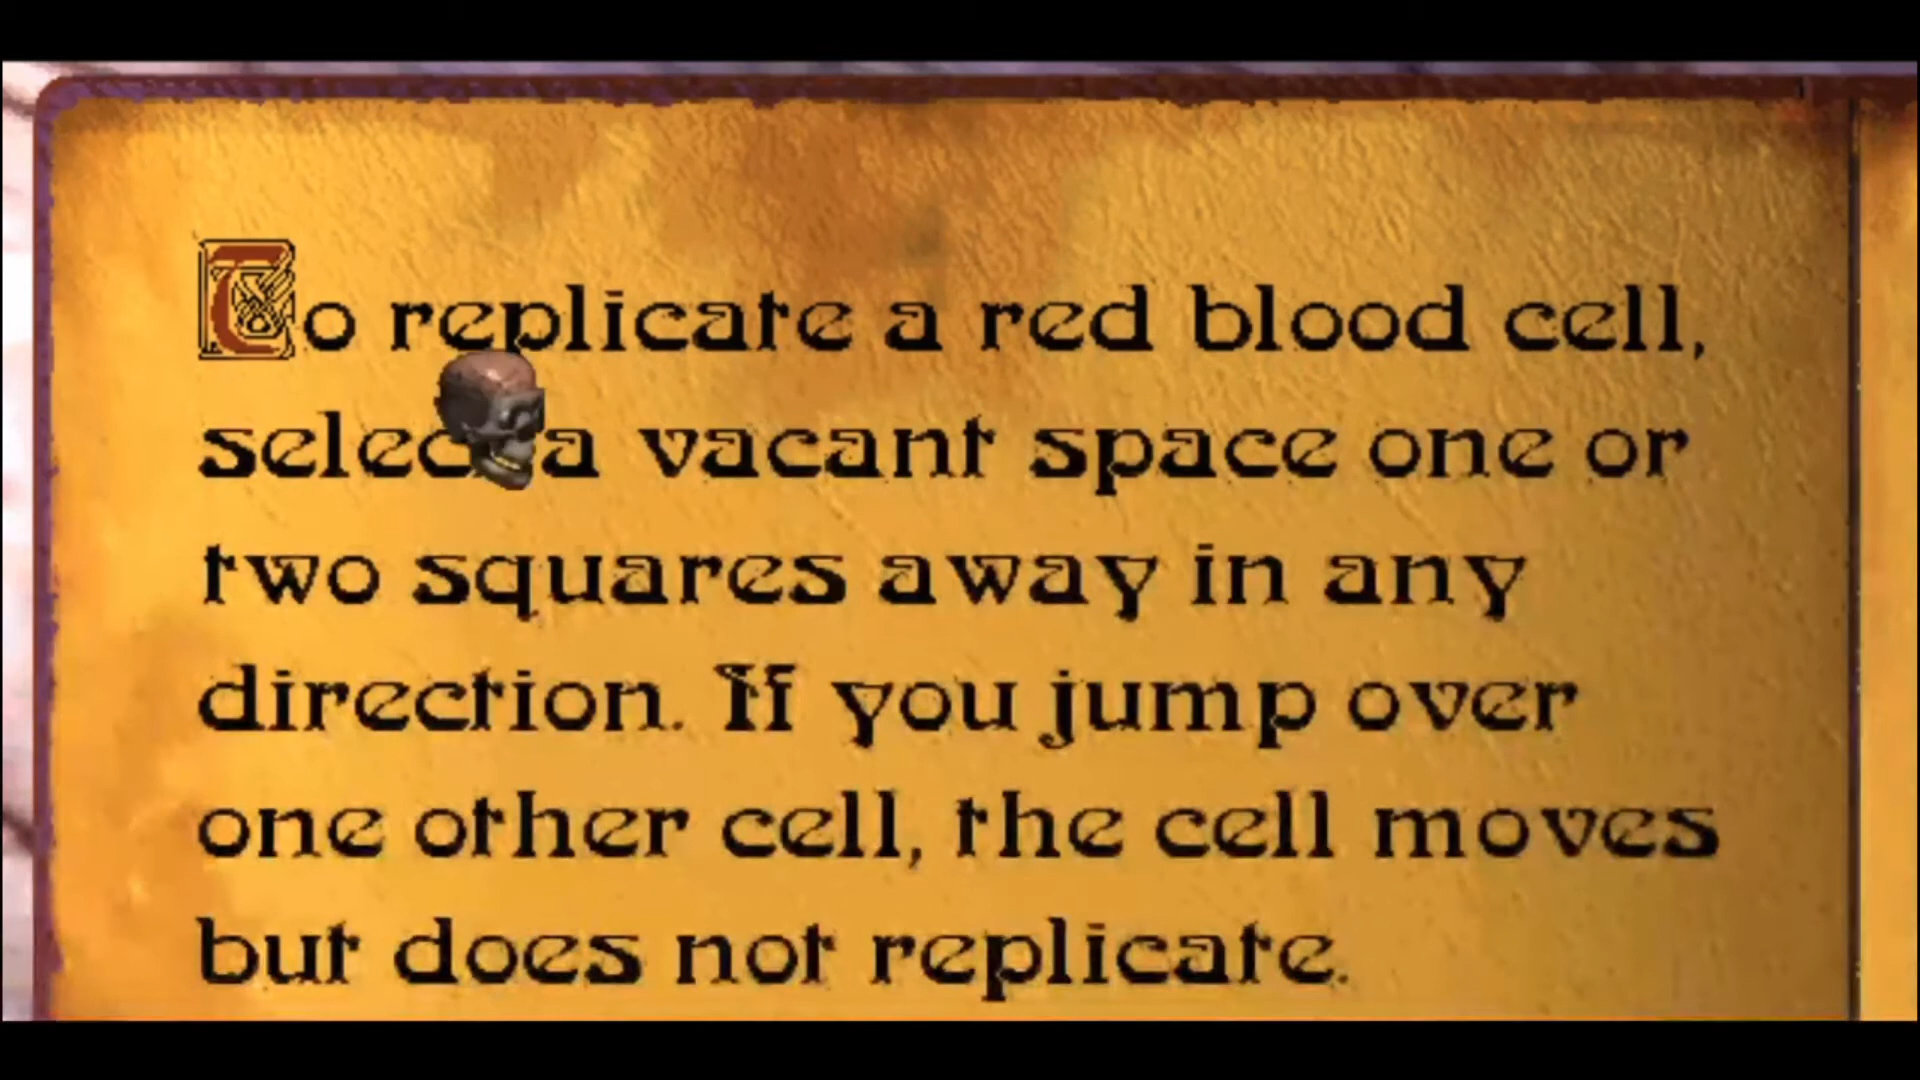 To replicate a red blood cell,
select a vacant space one or
two squares away in any
direction. If you jump over
one other cell, the cell moves
but does not replicate.